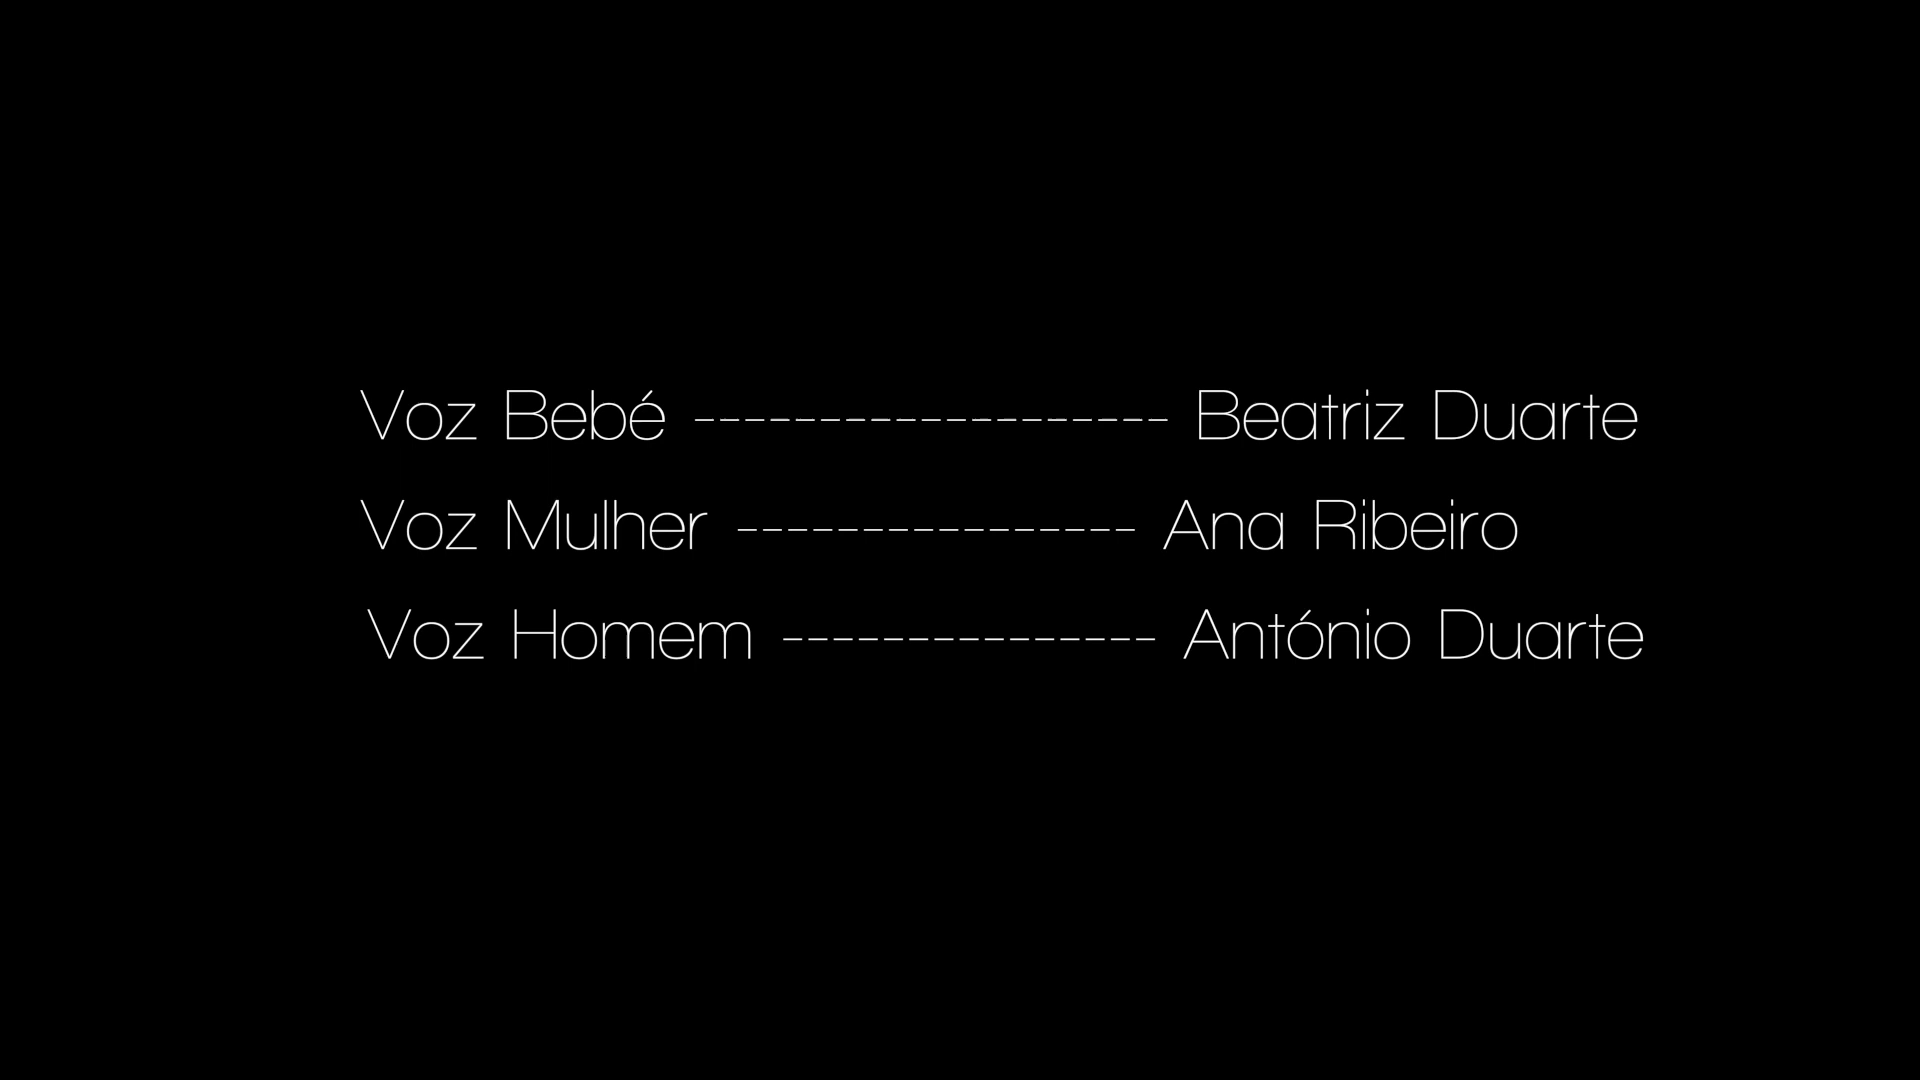 Voz Bebé ------------------- Beatriz Duarte
Voz Mulher ---------------- Ana Ribeiro
Voz Homem --------------- António Duarte